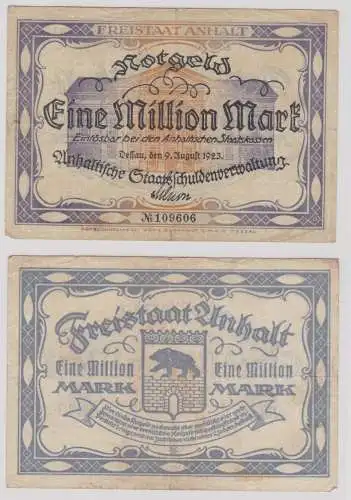 FREISTAAT ANHALT
Notgeld
Eine Million Mark
Einlösbar bei den Anhaltischen Staatskassen
Dessau, den 9. August 1923.
Anhaltische Staatsschuldenverwaltung
№ 109606
Freistaat Anhalt
Eine Million Eine Million
MARK MARK